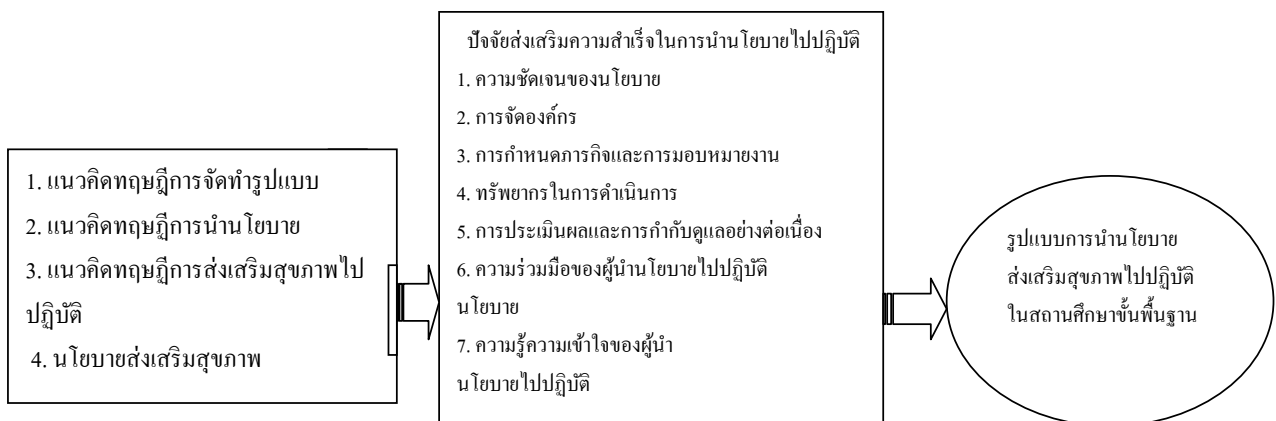 1. แนวคิดทฤษฎีการจัดทำรูปแบบ
2. แนวคิดทฤษฎีการนำนโยบาย
3. แนวคิดทฤษฎีการส่งเสริมสุขภาพไป
ปฏิบัติ
4. นโยบายส่งเสริมสุขภาพ
ปัจจัยส่งเสริมความสำเร็จในการนำนโยบายไปปฏิบัติ
1. ความชัดเจนของนโยบาย
2. การจัดองค์กร
3. การกำหนดภารกิจและการมอบหมายงาน
4. ทรัพยากรในการดำเนินการ
5. การประเมินผลและการกำกับดูแลอย่างต่อเนื่อง
6. ความร่วมมือของผู้นำนโยบายไปปฏิบัติ
นโยบาย
7. ความรู้ความเข้าใจของผู้นำ
นโยบายไปปฏิบัติ
รูปแบบการนำนโยบาย
ส่งเสริมสุขภาพไปปฏิบัติ
ในสถานศึกษาขั้นพื้นฐาน